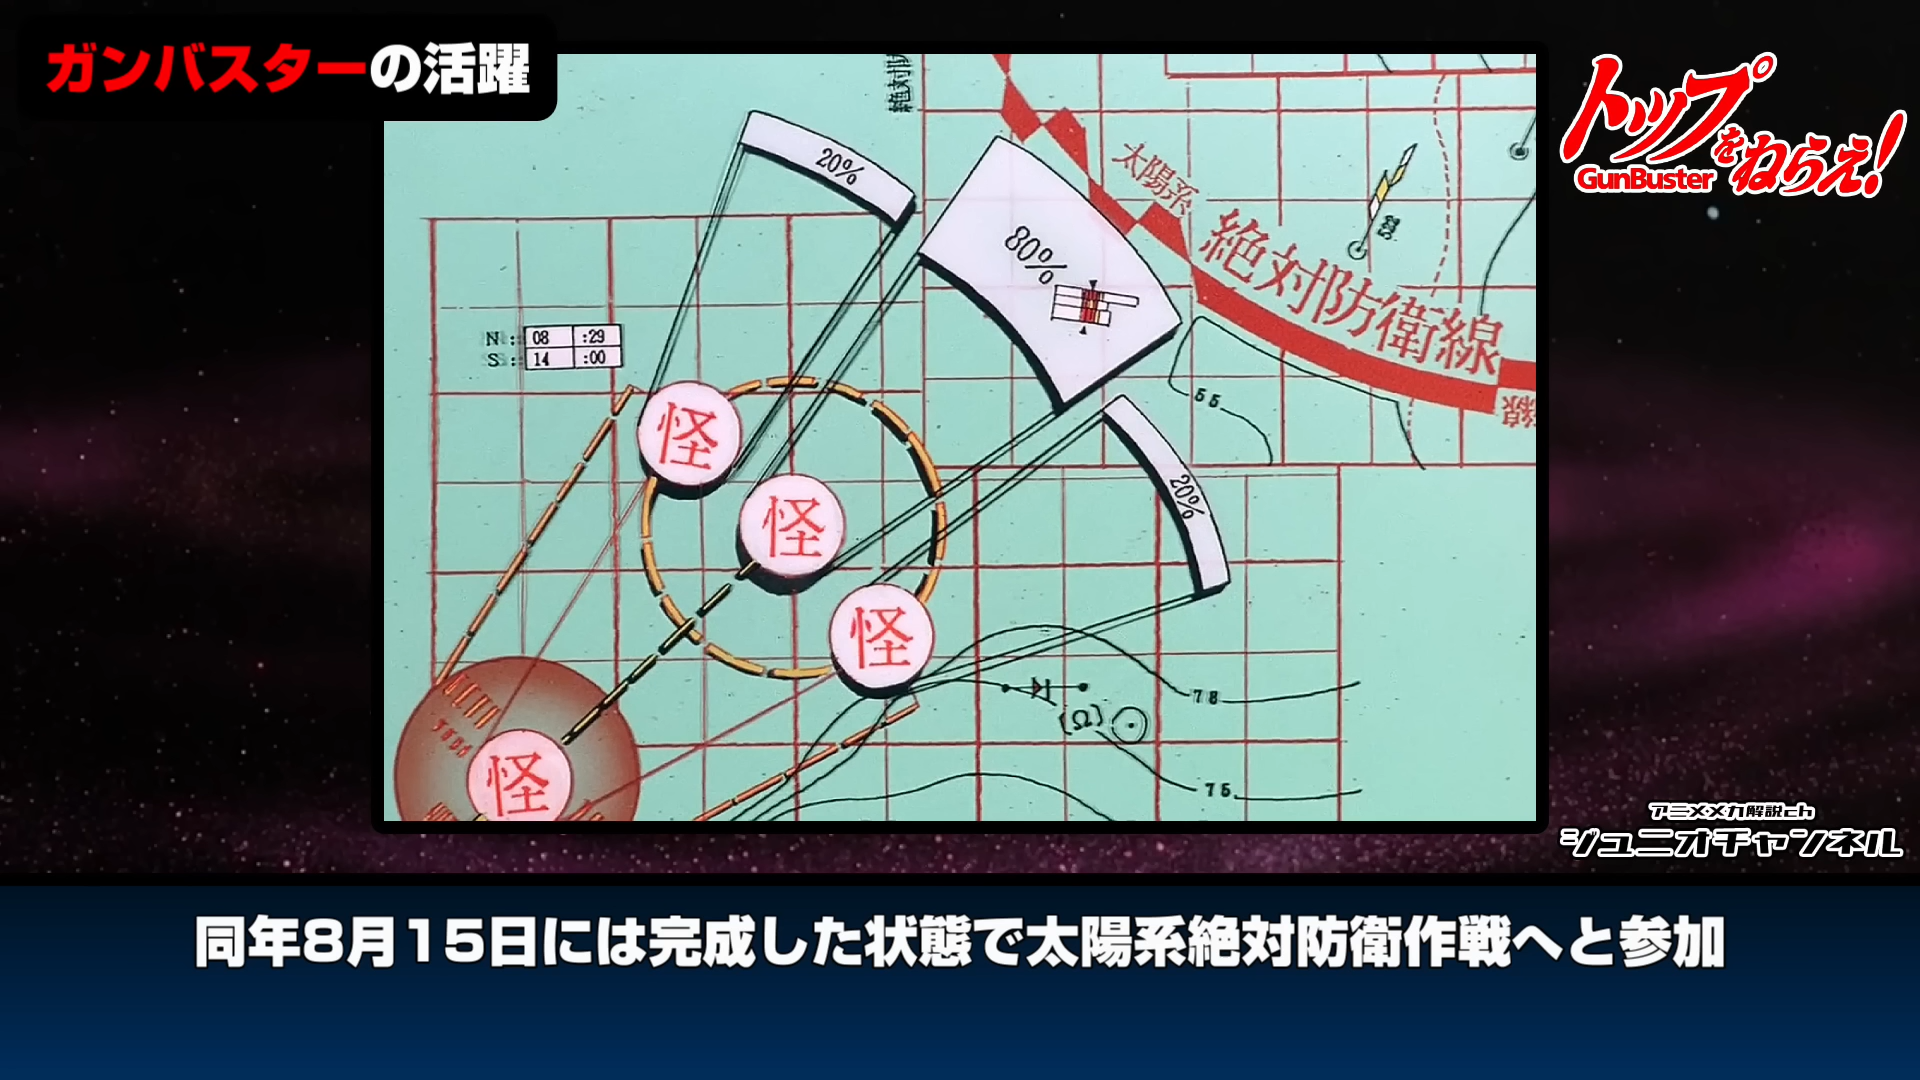 ガンバスターの活躍
トップをねらえ!
GunBuster
絶対防
20%
80%
太陽系
絶対防衛線
528
N: 08 :29
S: 14 :00
怪
55
怪
20%
怪
怪
78
(Ω)
75
アニメメカ解説ch
ジュニオチャンネル
同年8月15日には完成した状態で太陽系絶対防衛作戦へと参加